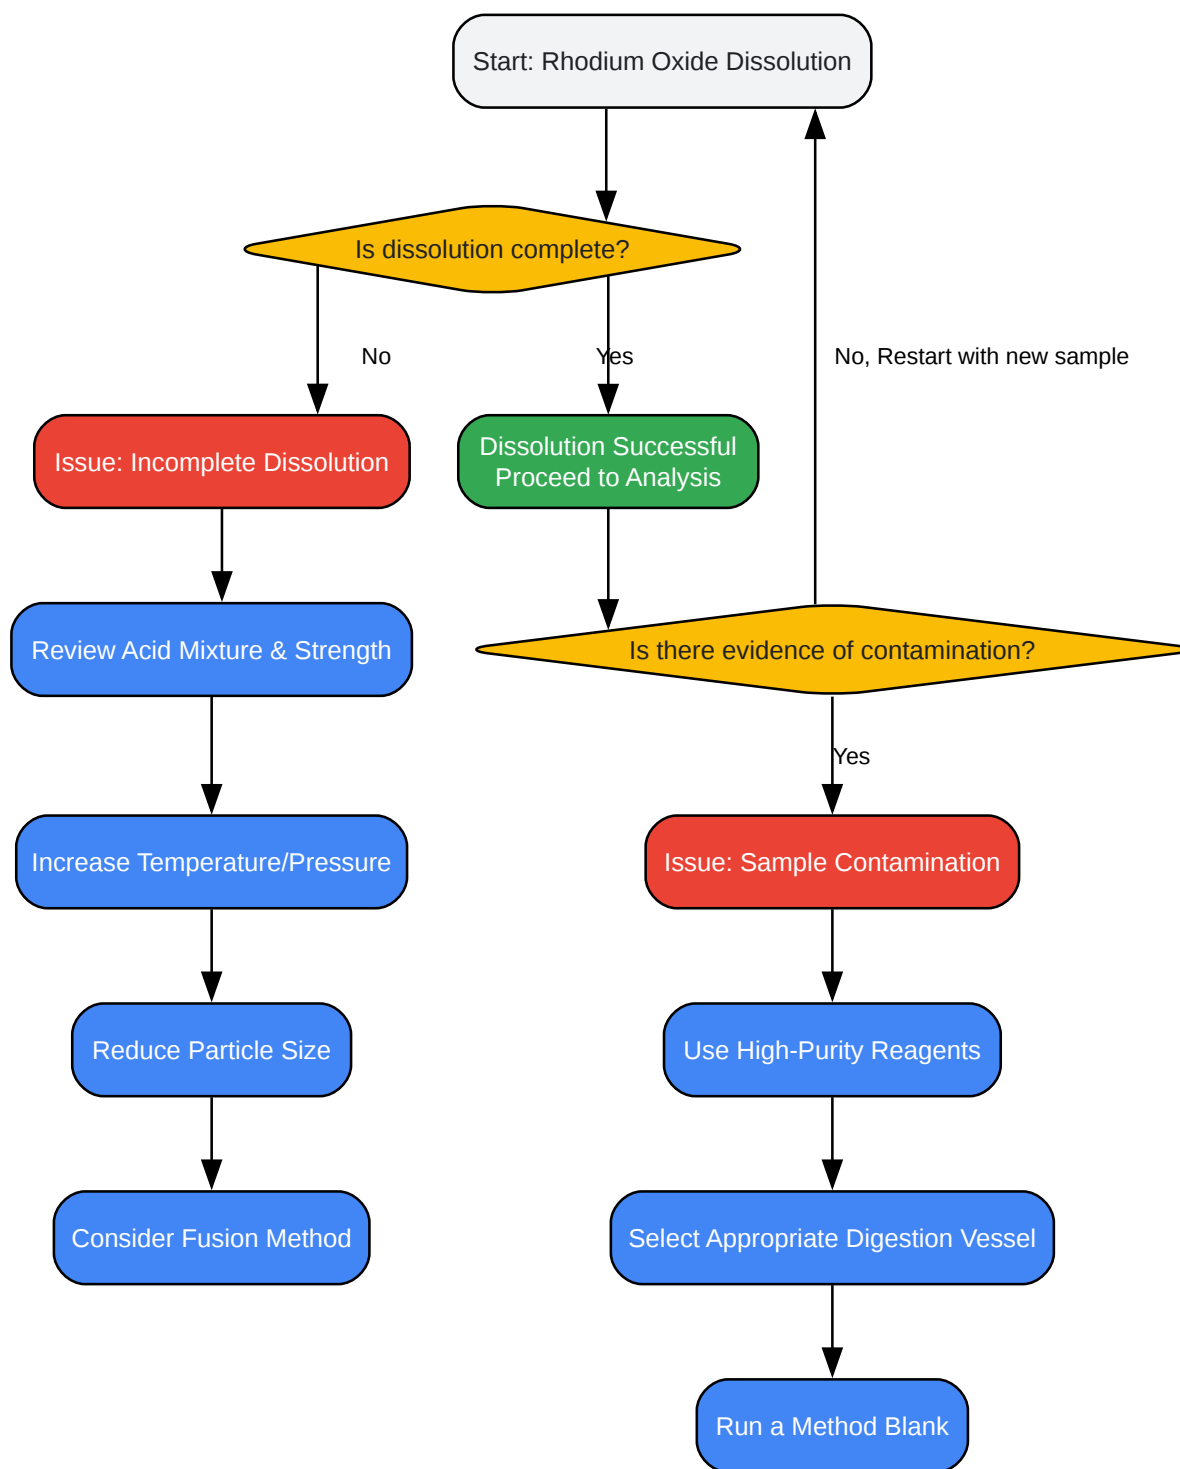 Start: Rhodium Oxide Dissolution
Is dissolution complete?
No
Yes
No, Restart with new sample
Issue: Incomplete Dissolution
Dissolution Successful
Proceed to Analysis
Review Acid Mixture & Strength
Is there evidence of contamination?
Yes
Increase Temperature/Pressure
Issue: Sample Contamination
Reduce Particle Size
Use High-Purity Reagents
Consider Fusion Method
Select Appropriate Digestion Vessel
Run a Method Blank